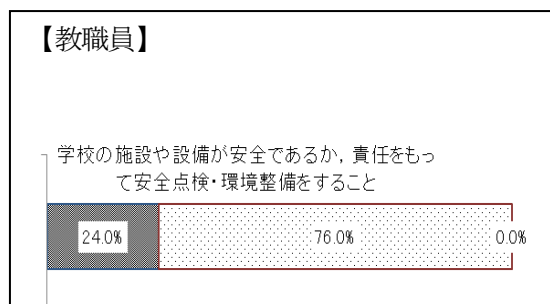 【教職員】
学校の施設や設備が安全であるか，責任をもっ
て安全点検・環境整備をすること
24.0% 76.0% 0.0%